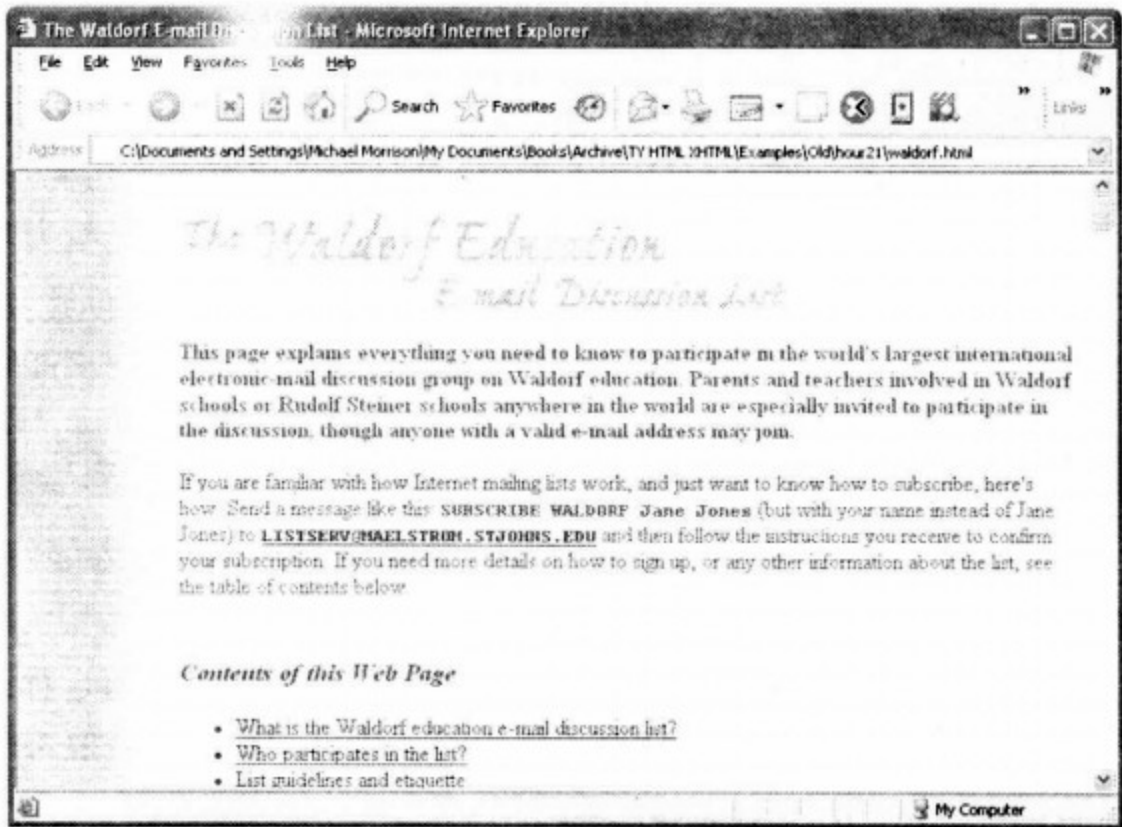 The Waldorf E-mail List - Microsoft Internet Explorer
File Edit View Favorites Tools Help
Back Search Favorites » Links »
Address C:\Documents and Settings\Michael Morrison\My Documents\Books\Archive\TY HTML XHTML\Examples\Old\hour21\waldorf.html
The Waldorf Education
E-mail Discussion List
This page explains everything you need to know to participate in the world's largest international
electronic-mail discussion group on Waldorf education. Parents and teachers involved in Waldorf
schools or Rudolf Steiner schools anywhere in the world are especially invited to participate in
the discussion, though anyone with a valid e-mail address may join.
If you are familiar with how Internet mailing lists work, and just want to know how to subscribe, here's
how. Send a message like this: SUBSCRIBE WALDORF Jane Jones (but with your name instead of Jane
Jones) to LISTSERV@MAELSTROM.STJOHNS.EDU and then follow the instructions you receive to confirm
your subscription. If you need more details on how to sign up, or any other information about the list, see
the table of contents below.
Contents of this Web Page
• What is the Waldorf education e-mail discussion list?
• Who participates in the list?
• List guidelines and etiquette
My Computer